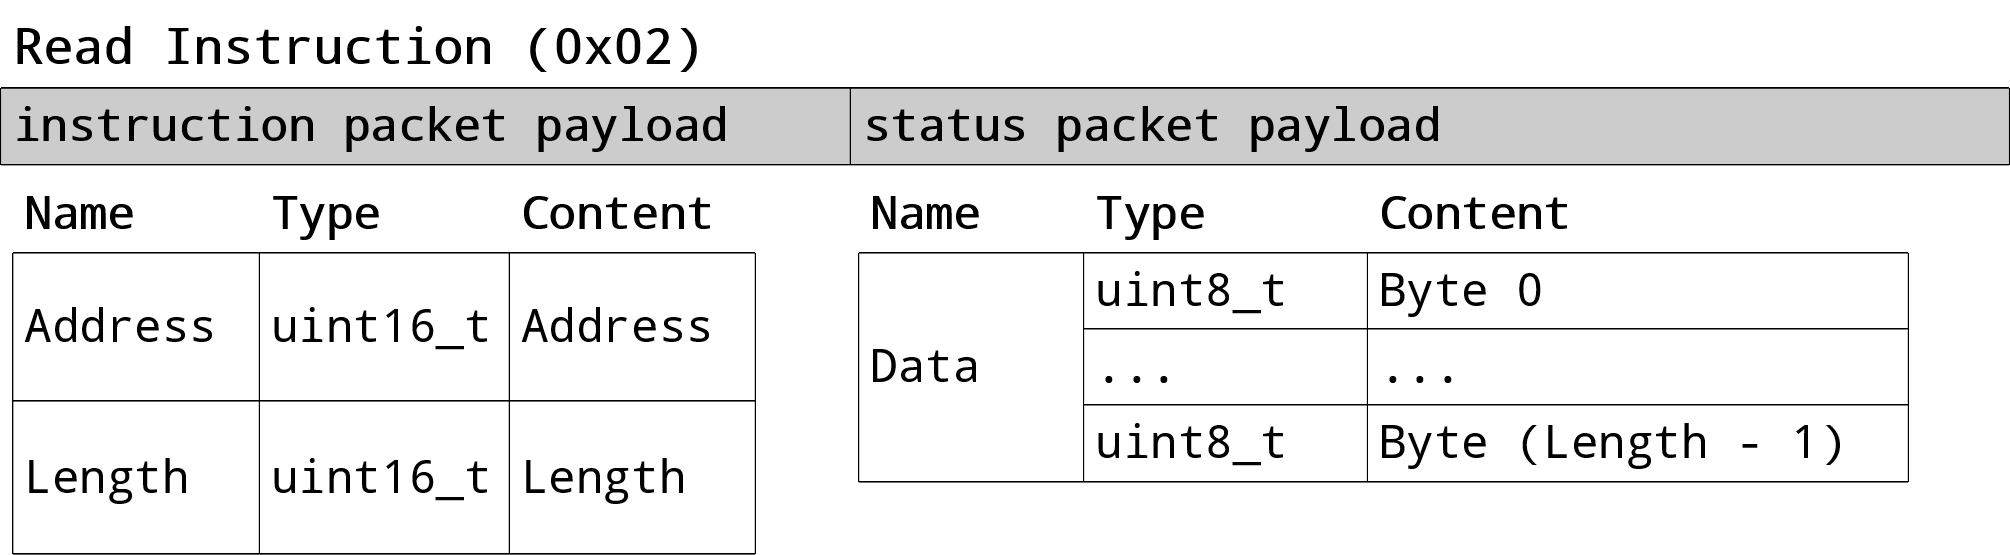 Read Instruction (0x02)
instruction packet payload status packet payload
Name Type Content Name Type Content
Address uint16_t Address
Length uint16_t Length
Data
uint8_t Byte 0
... ...
uint8_t Byte (Length - 1)